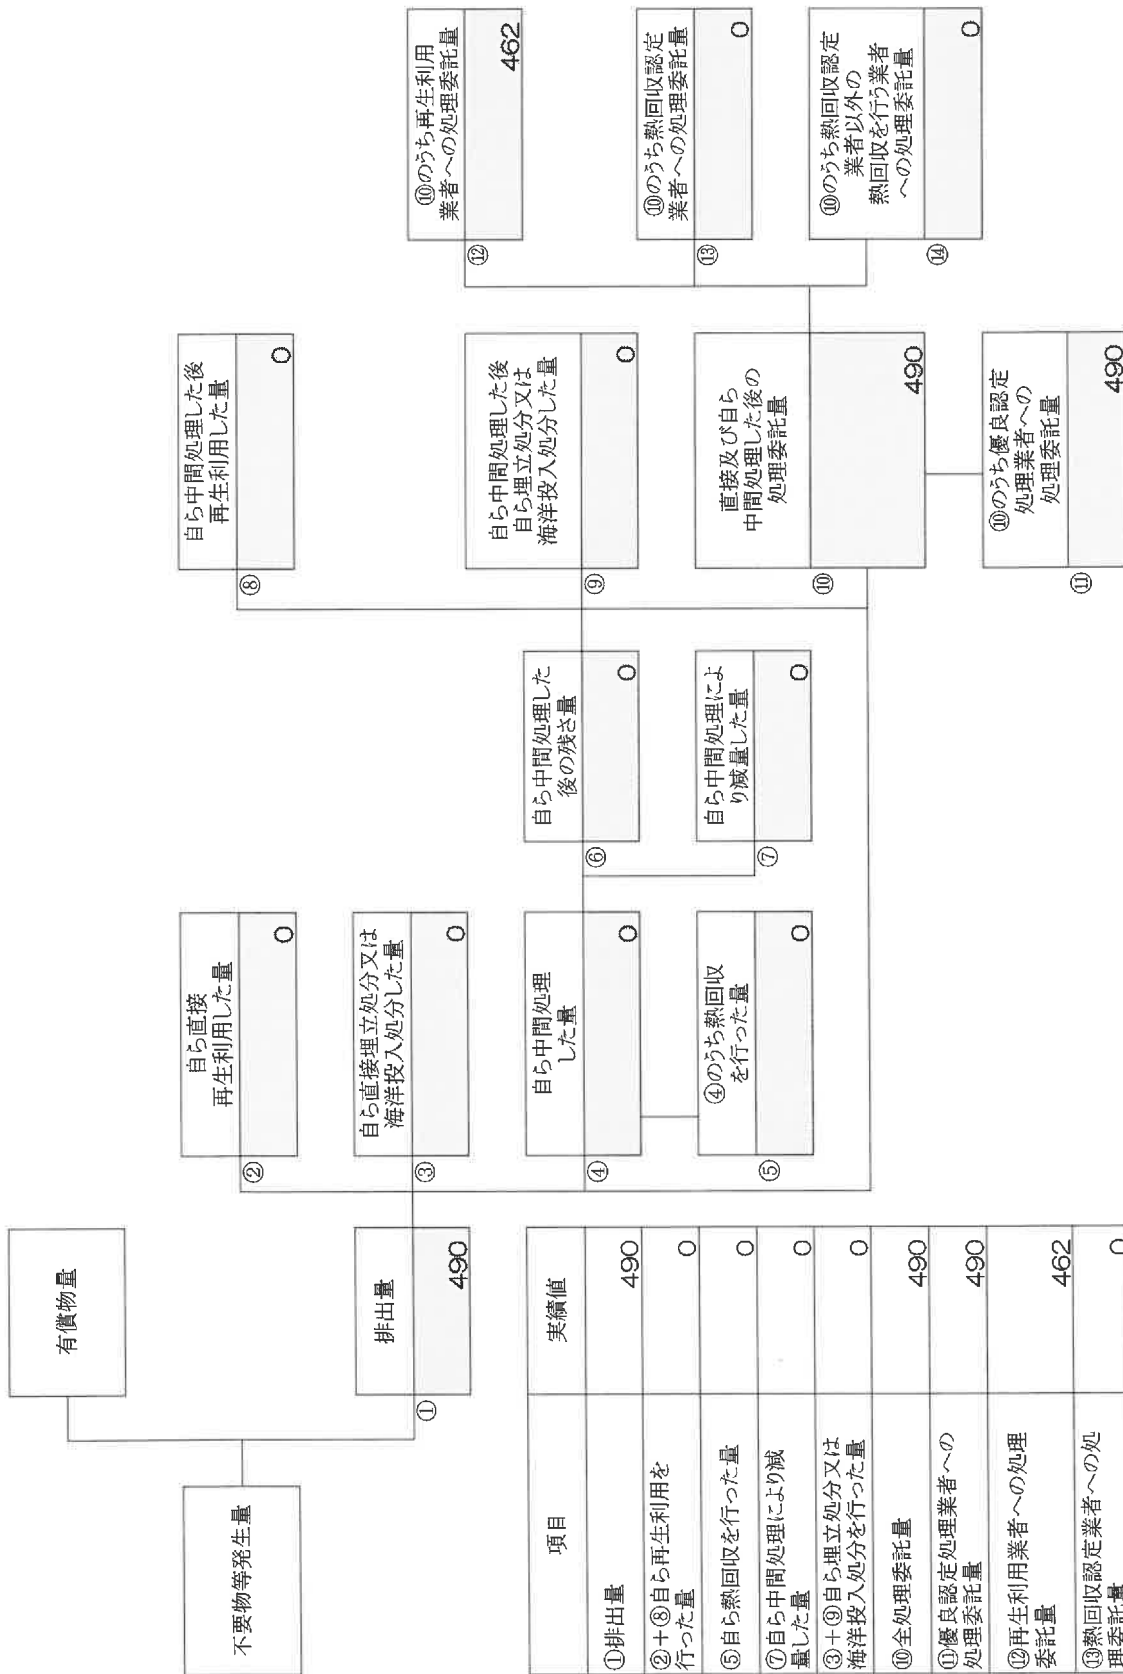 不要物等発生量
有償物量
①
排出量
490
②
自ら直接
再生利用した量
0
③
自ら直接埋立処分又は
海洋投入処分した量
0
④
自ら中間処理
した量
0
⑤
④のうち熱回収
を行った量
0
⑥
自ら中間処理した
後の残さ量
0
⑦
自ら中間処理によ
り減量した量
0
⑧
自ら中間処理した後
再生利用した量
0
⑨
自ら中間処理した後
自ら埋立処分又は
海洋投入処分した量
0
⑩
直接及び自ら
中間処理した後の
処理委託量
490
⑪
⑩のうち優良認定
処理業者への
処理委託量
490
⑫
⑩のうち再生利用
業者への処理委託量
462
⑬
⑩のうち熱回収認定
業者への処理委託量
0
⑭
⑩のうち熱回収認定
業者以外の
熱回収を行う業者
への処理委託量
0
項目 実績値
①排出量 490
②+⑧自ら再生利用を
行った量 0
⑤自ら熱回収を行った量 0
⑦自ら中間処理により減
量した量 0
③+⑨自ら埋立処分又は
海洋投入処分を行った量 0
⑩全処理委託量 490
⑪優良認定処理業者への
処理委託量 490
⑫再生利用業者への処理
委託量 462
⑬熱回収認定業者への処
理委託量 0